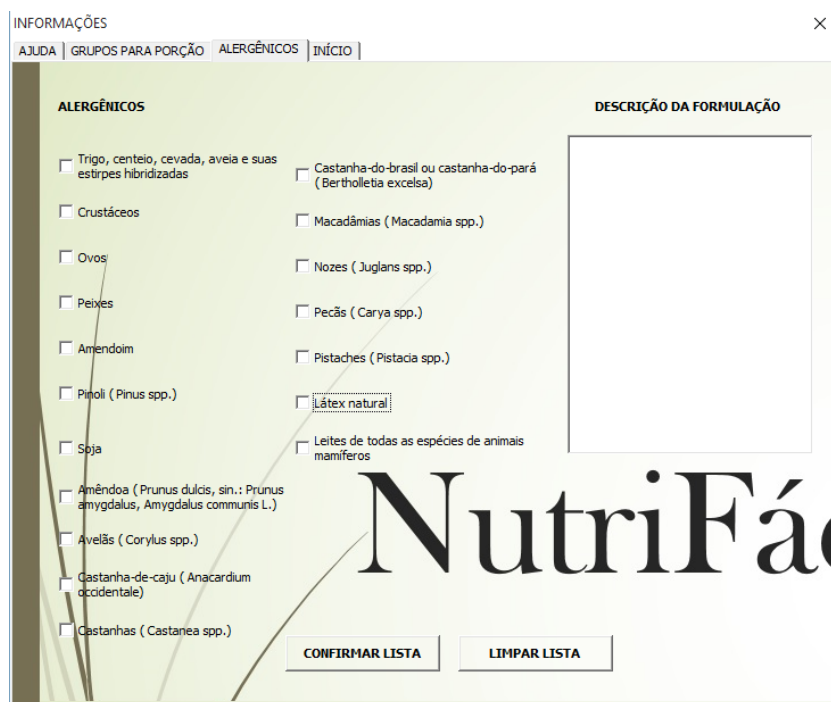 INFORMAÇÕES
AJUDA
GRUPOS PARA PORÇÃO
ALERGÊNICOS
INÍCIO
ALERGÊNICOS
Trigo, centeio, cevada, aveia e suas
estirpes hibridizadas
Crustáceos
Ovos
Peixes
Amendoim
Pinoli ( Pinus spp.)
Soja
Amêndoa ( Prunus dulcis, sin.: Prunus
amygdalus, Amygdalus communis L.)
Avelãs ( Corylus spp.)
Castanha-de-caju ( Anacardium
occidentale)
Castanhas ( Castanea spp.)
Castanha-do-brasil ou castanha-do-pará
( Bertholletia excelsa)
Macadâmias ( Macadamia spp.)
Nozes ( Juglans spp.)
Pecãs ( Carya spp.)
Pistaches ( Pistacia spp.)
Látex natural
Leites de todas as espécies de animais
mamíferos
DESCRIÇÃO DA FORMULAÇÃO
NutriFác
CONFIRMAR LISTA
LIMPAR LISTA